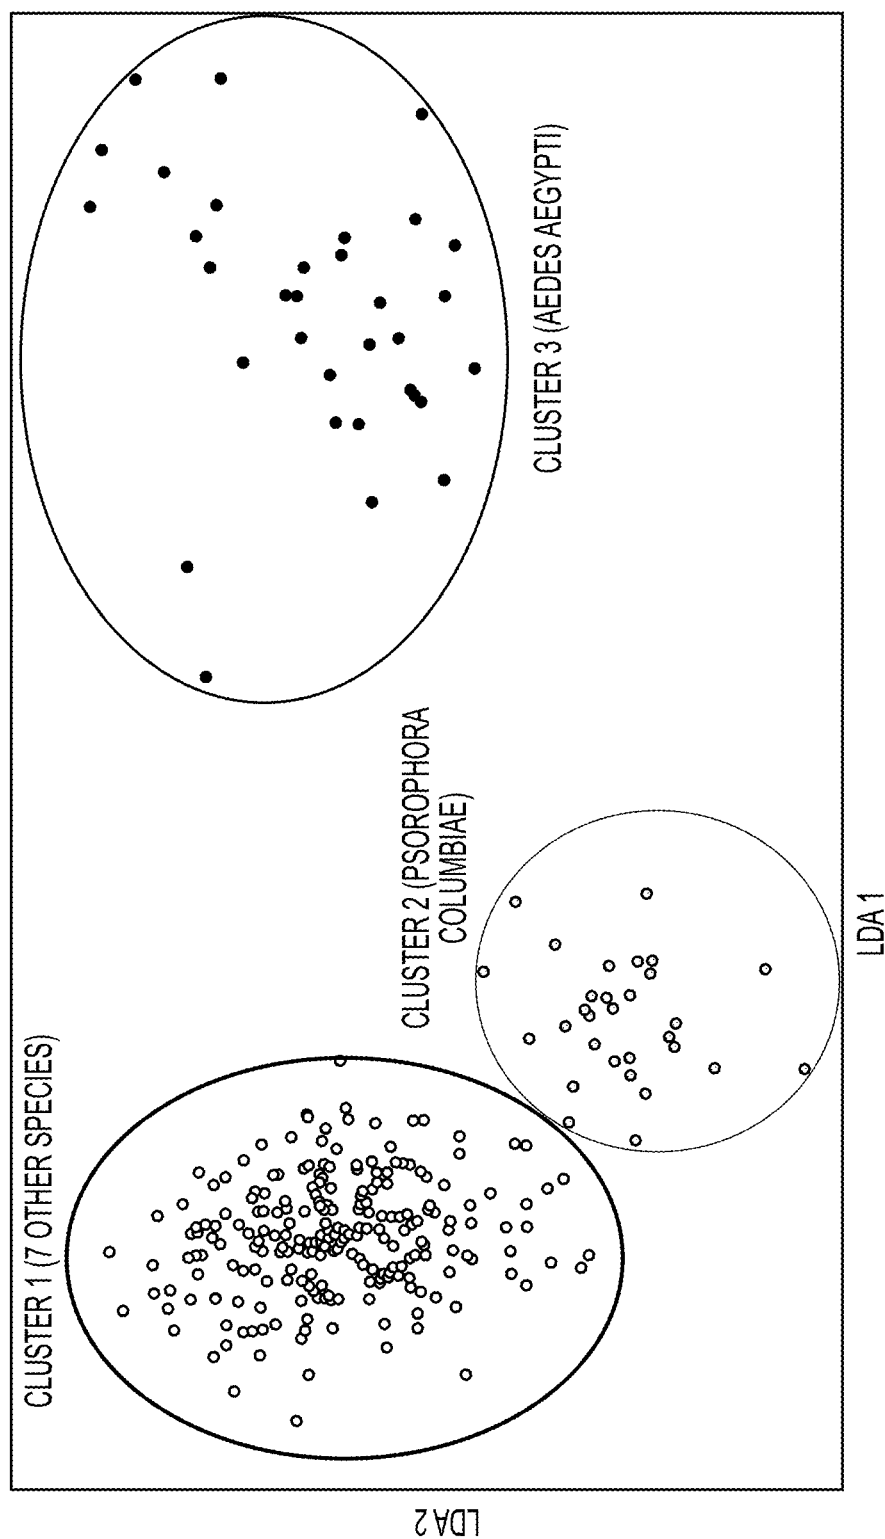 CLUSTER 1 (7 OTHER SPECIES)
CLUSTER 2 (PSOROPHORA
COLUMBIAE)
CLUSTER 3 (AEDES AEGYPTI)
LDA 2
LDA 1